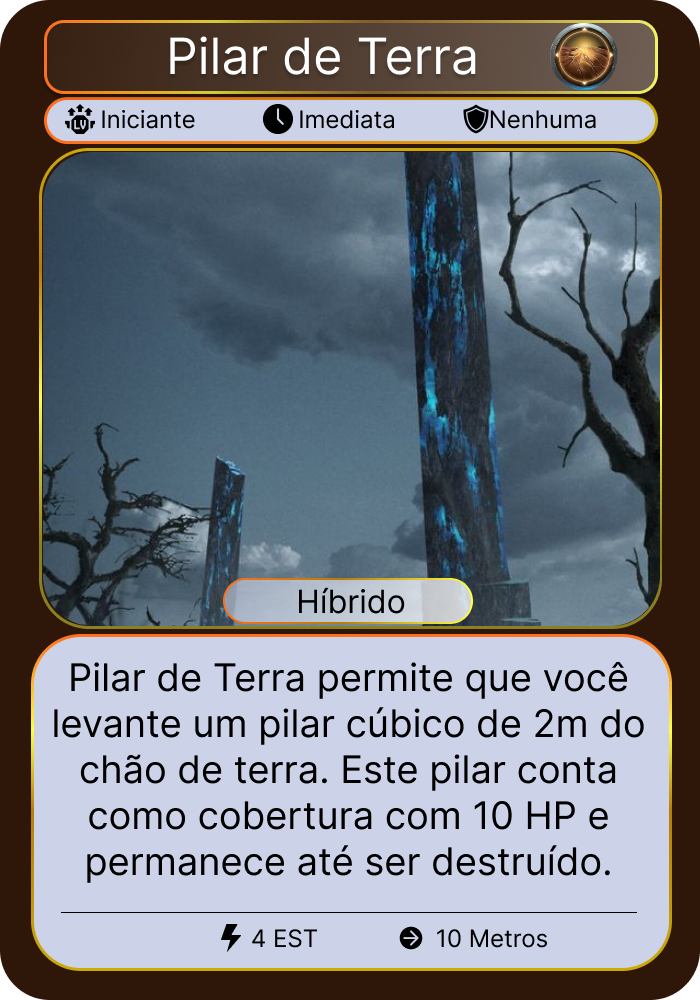 Pilar de Terra
LV Iniciante Imediata Nenhuma
Híbrido
Pilar de Terra permite que você
levante um pilar cúbico de 2m do
chão de terra. Este pilar conta
como cobertura com 10 HP e
permanece até ser destruído.
4 EST 10 Metros